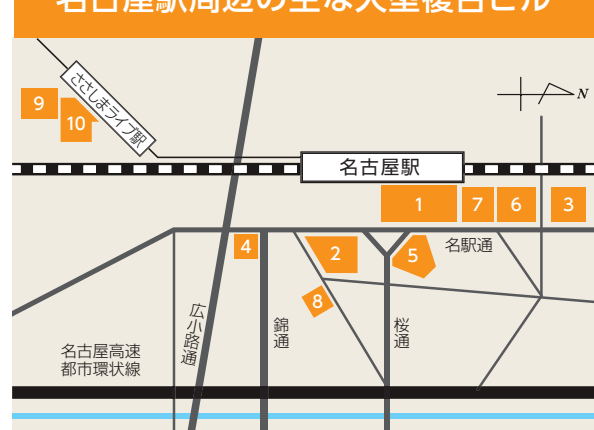 名古屋駅周辺の主な大型複合ビル
ささしまライブ駅
9
10
N
名古屋駅
1
7
6
3
4
2
5
名駅通
8
広小路通
錦通
桜通
名古屋高速
都市環状線